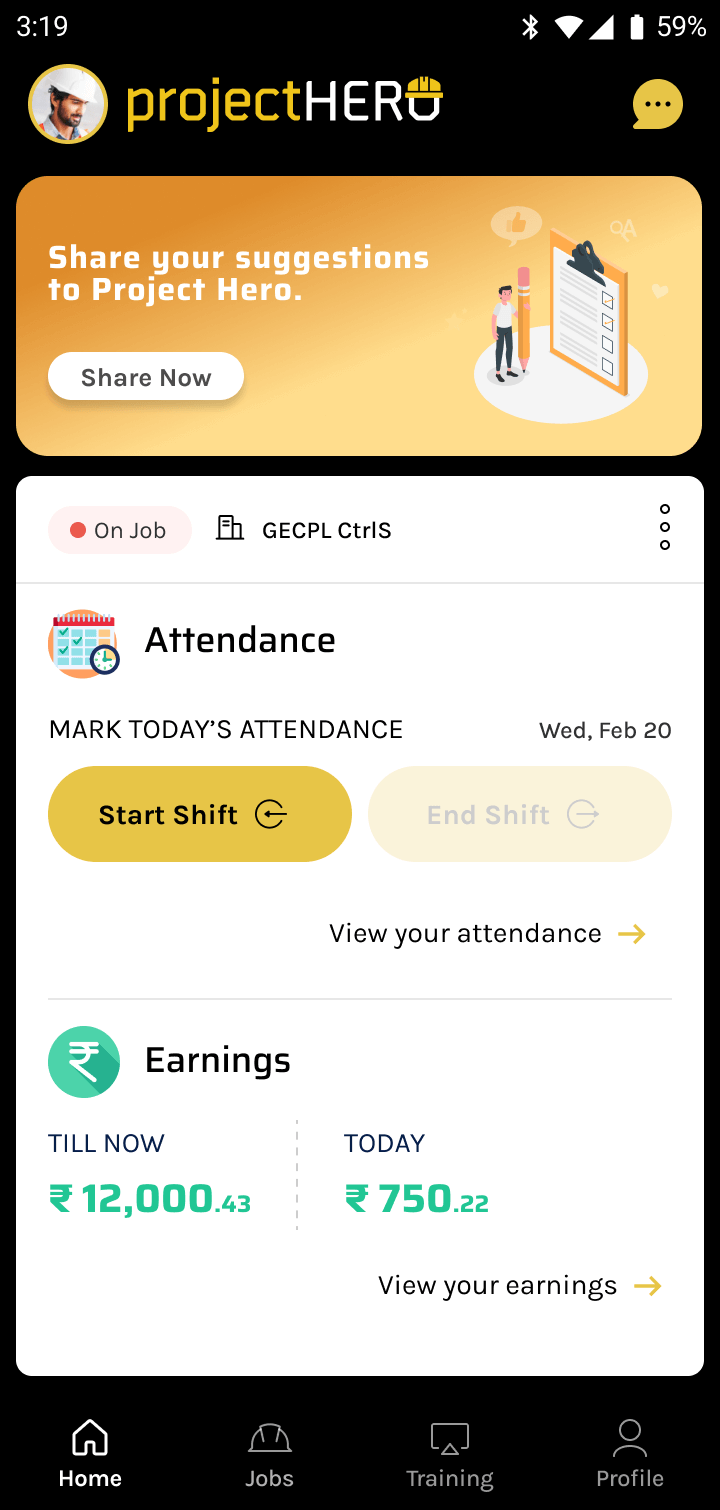 3:19
59%
projectHERO
Share your suggestions
to Project Hero.
QA
Share Now
On Job
GECPL CtrlS
Attendance
MARK TODAY’S ATTENDANCE
Wed, Feb 20
Start Shift
End Shift
View your attendance
₹
Earnings
TILL NOW
TODAY
₹ 12,000.43
₹ 750.22
View your earnings
Home
Jobs
Training
Profile